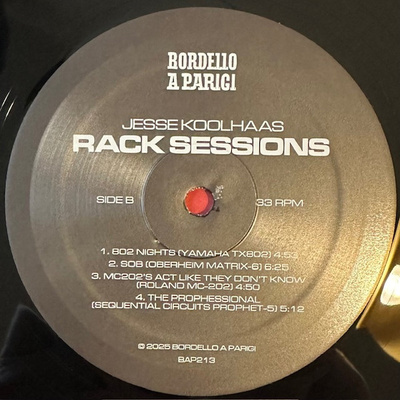 BORDELLO
A PARIGI
JESSE KOOLHAAS
RACK SESSIONS
SIDE B
33 RPM
1. 802 NIGHTS (YAMAHA TX802) 4:53
2. SOB (OBERHEIM MATRIX-6) 6:25
3. MC202'S ACT LIKE THEY DON'T KNOW
(ROLAND MC-202) 4:50
4. THE PROPHESSIONAL
(SEQUENTIAL CIRCUITS PROPHET-5) 5:12
© 2025 BORDELLO A PARIGI
BAP213